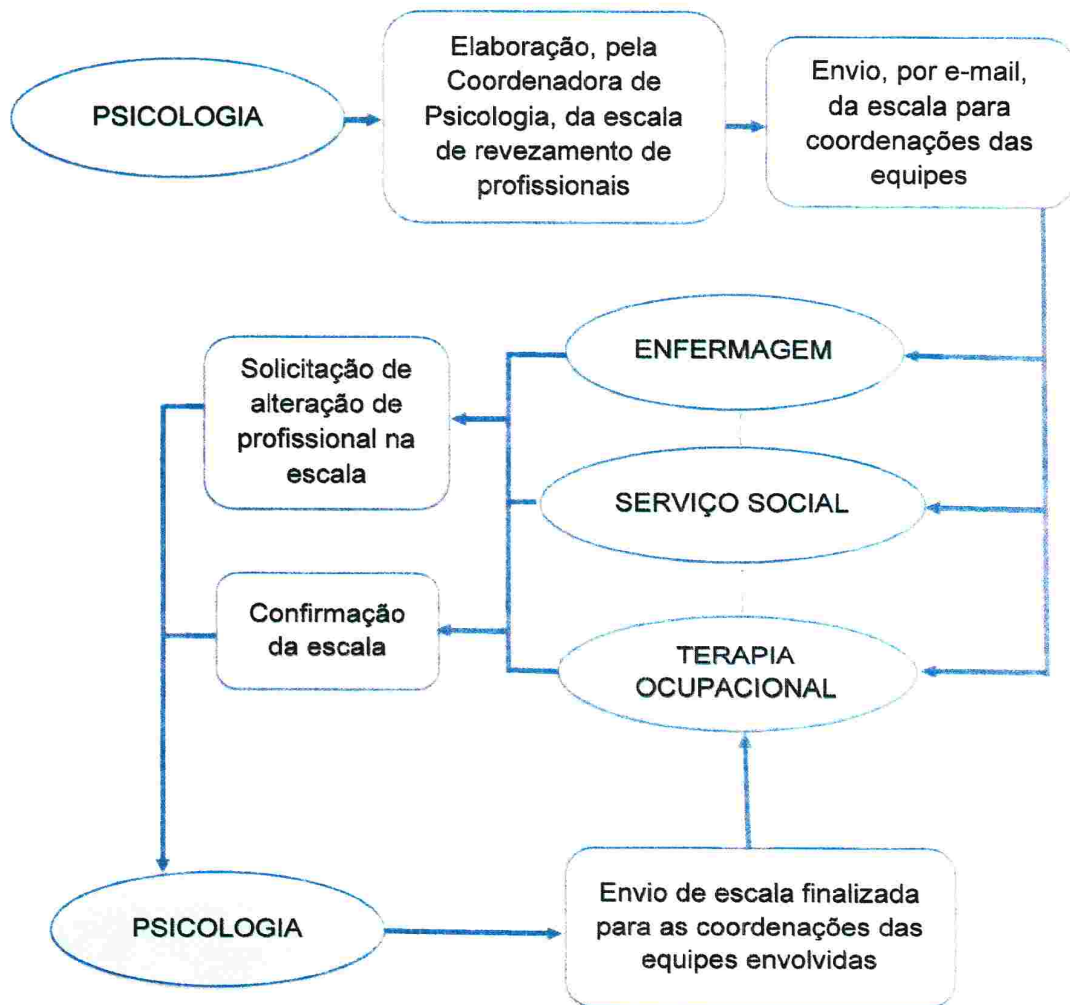 PSICOLOGIA
Elaboração, pela
Coordenadora de
Psicologia, da escala
de revezamento de
profissionais
Envio, por e-mail,
da escala para
coordenações das
equipes
ENFERMAGEM
Solicitação de
alteração de
profissional na
escala
SERVIÇO SOCIAL
Confirmação
da escala
TERAPIA
OCUPACIONAL
PSICOLOGIA
Envio de escala finalizada
para as coordenações das
equipes envolvidas